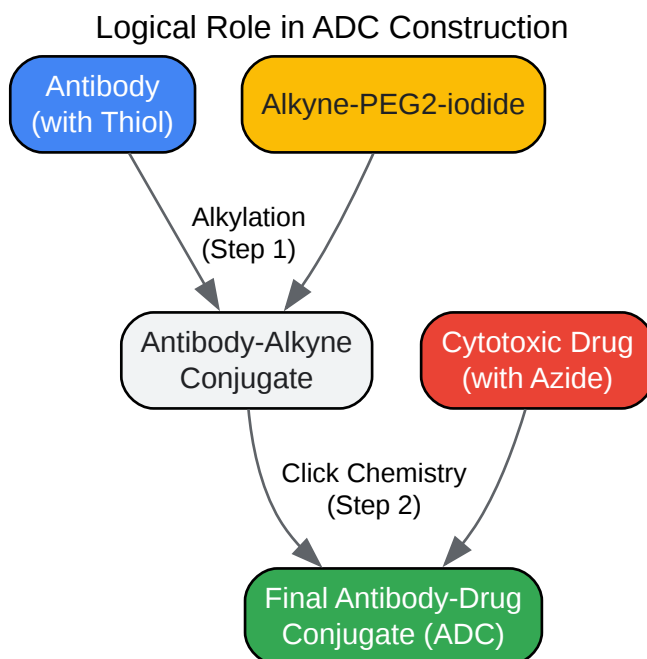 Logical Role in ADC Construction
Antibody
(with Thiol)
Alkyne-PEG2-iodide
Alkylation
(Step 1)
Antibody-Alkyne
Conjugate
Cytotoxic Drug
(with Azide)
Click Chemistry
(Step 2)
Final Antibody-Drug
Conjugate (ADC)